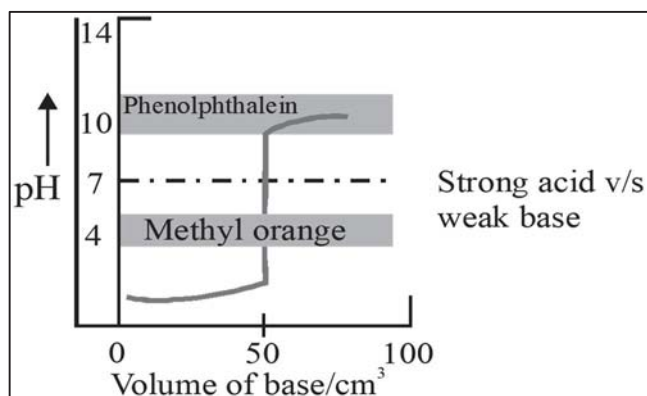 14
Phenolphthalein
10
pH
7
Strong acid v/s
weak base
4
Methyl orange
0
50
100
Volume of base/cm³